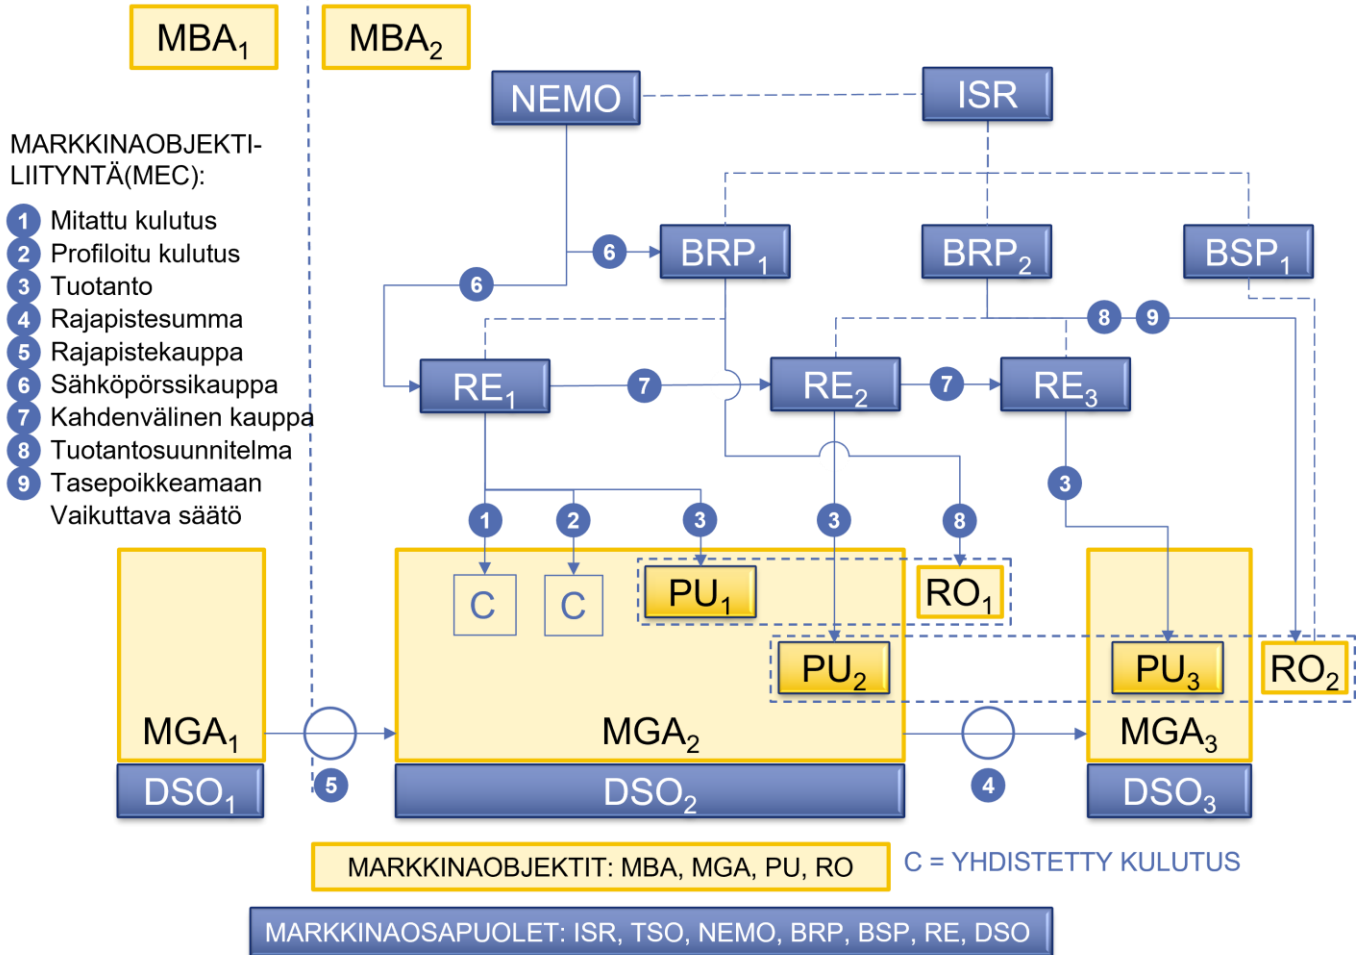 MBA1
MBA2
NEMO
ISR
MARKKINAOBJEKTI-
LIITYNTÄ(MEC):
1 Mitattu kulutus
2 Profiloitu kulutus
3 Tuotanto
4 Rajapistesumma
5 Rajapistekauppa
6 Sähköpörssikauppa
7 Kahdenvälinen kauppa
8 Tuotantosuunnitelma
9 Tasepoikkeamaan
Vaikuttava säätö
6
BRP1
BRP2
BSP1
6
8
9
RE1
7
RE2
7
RE3
3
1
2
3
3
8
C
C
PU1
RO1
PU2
PU3
RO2
MGA1
MGA2
MGA3
DSO1
5
DSO2
4
DSO3
MARKKINAOBJEKTIT: MBA, MGA, PU, RO
C = YHDISTETTY KULUTUS
MARKKINAOSAPUOLET: ISR, TSO, NEMO, BRP, BSP, RE, DSO